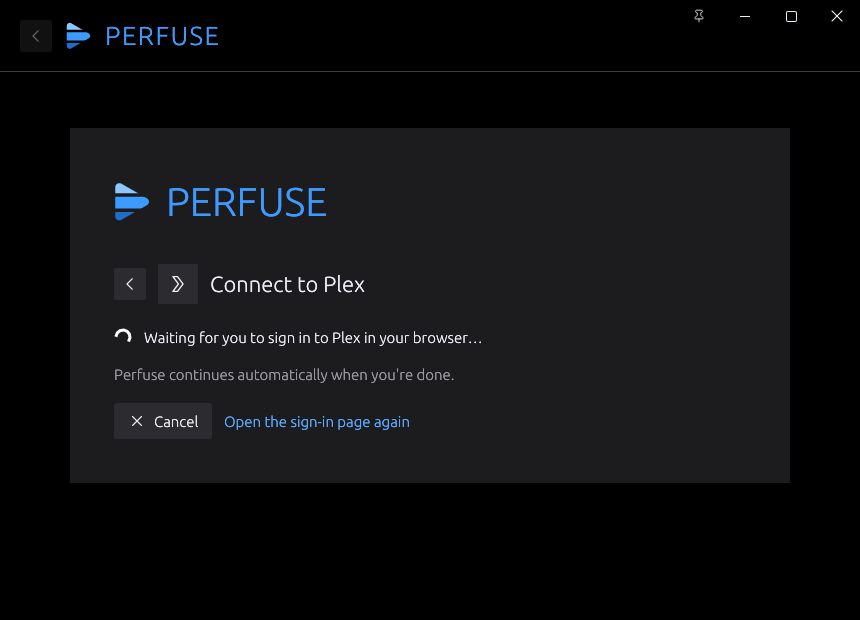 PERFUSE
PERFUSE
Connect to Plex
Waiting for you to sign in to Plex in your browser...
Perfuse continues automatically when you're done.
Cancel
Open the sign-in page again